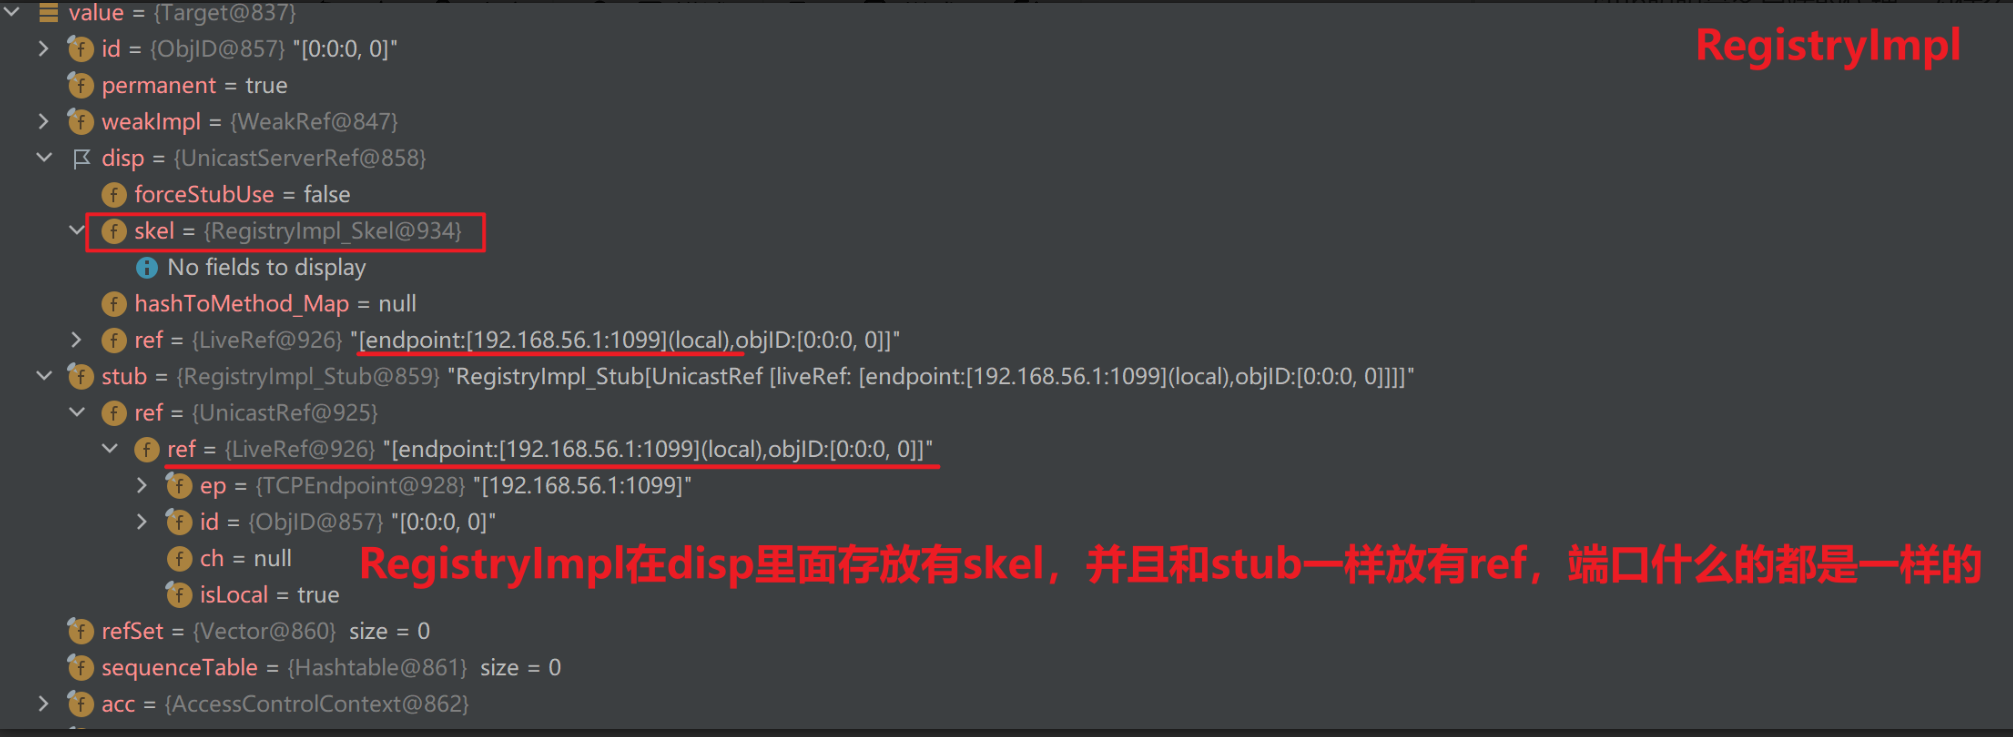 value = {Target@837}
RegistryImpl
id = {ObjID@857} "[0:0:0, 0]"
permanent = true
weakImpl = {WeakRef@847}
disp = {UnicastServerRef@858}
forceStubUse = false
skel = {RegistryImpl_Skel@934}
No fields to display
hashToMethod_Map = null
ref = {LiveRef@926} "[endpoint:[192.168.56.1:1099](local),objID:[0:0:0, 0]]"
stub = {RegistryImpl_Stub@859} "RegistryImpl_Stub[UnicastRef [liveRef: [endpoint:[192.168.56.1:1099](local),objID:[0:0:0, 0]]]]"
ref = {UnicastRef@925}
ref = {LiveRef@926} "[endpoint:[192.168.56.1:1099](local),objID:[0:0:0, 0]]"
ep = {TCPEndpoint@928} "[192.168.56.1:1099]"
id = {ObjID@857} "[0:0:0, 0]"
ch = null
RegistryImpl在disp里面存放有skel，并且和stub一样放有ref，端口什么的都是一样的
isLocal = true
refSet = {Vector@860} size = 0
sequenceTable = {Hashtable@861} size = 0
acc = {AccessControlContext@862}